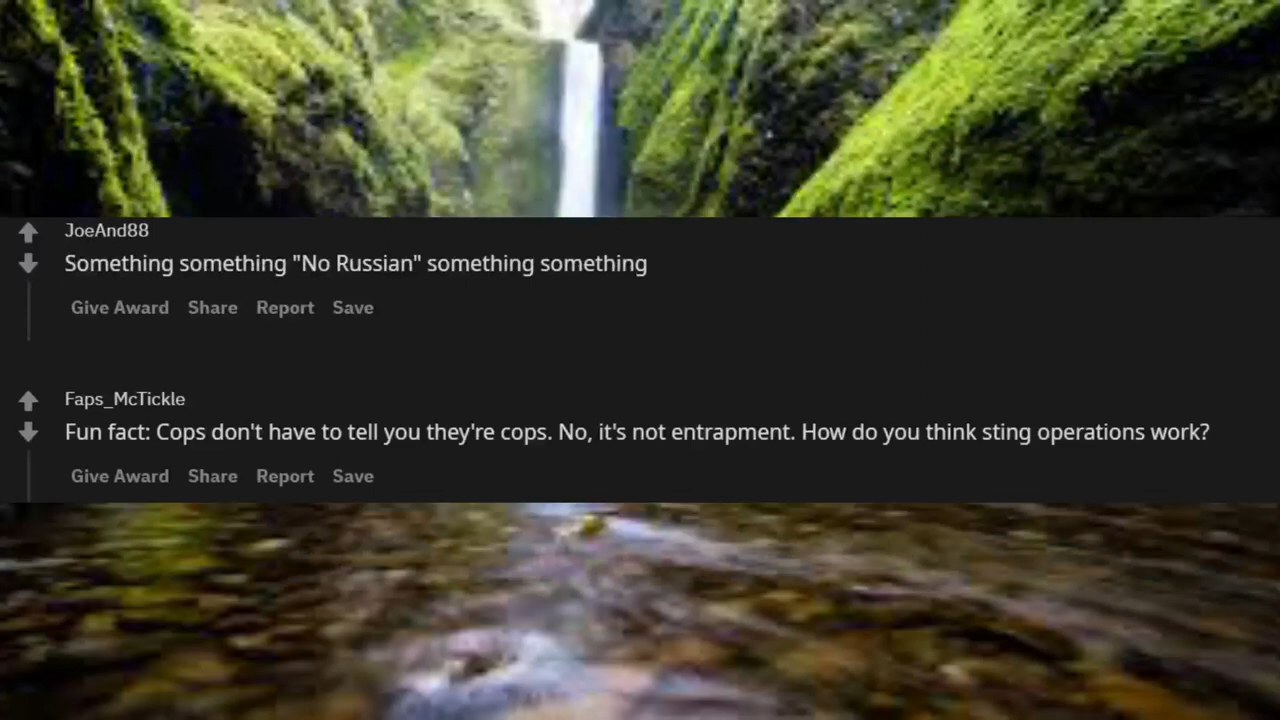 JoeAnd88
Something something "No Russian" something something
Give Award Share Report Save
Faps_McTickle
Fun fact: Cops don't have to tell you they're cops. No, it's not entrapment. How do you think sting operations work?
Give Award Share Report Save